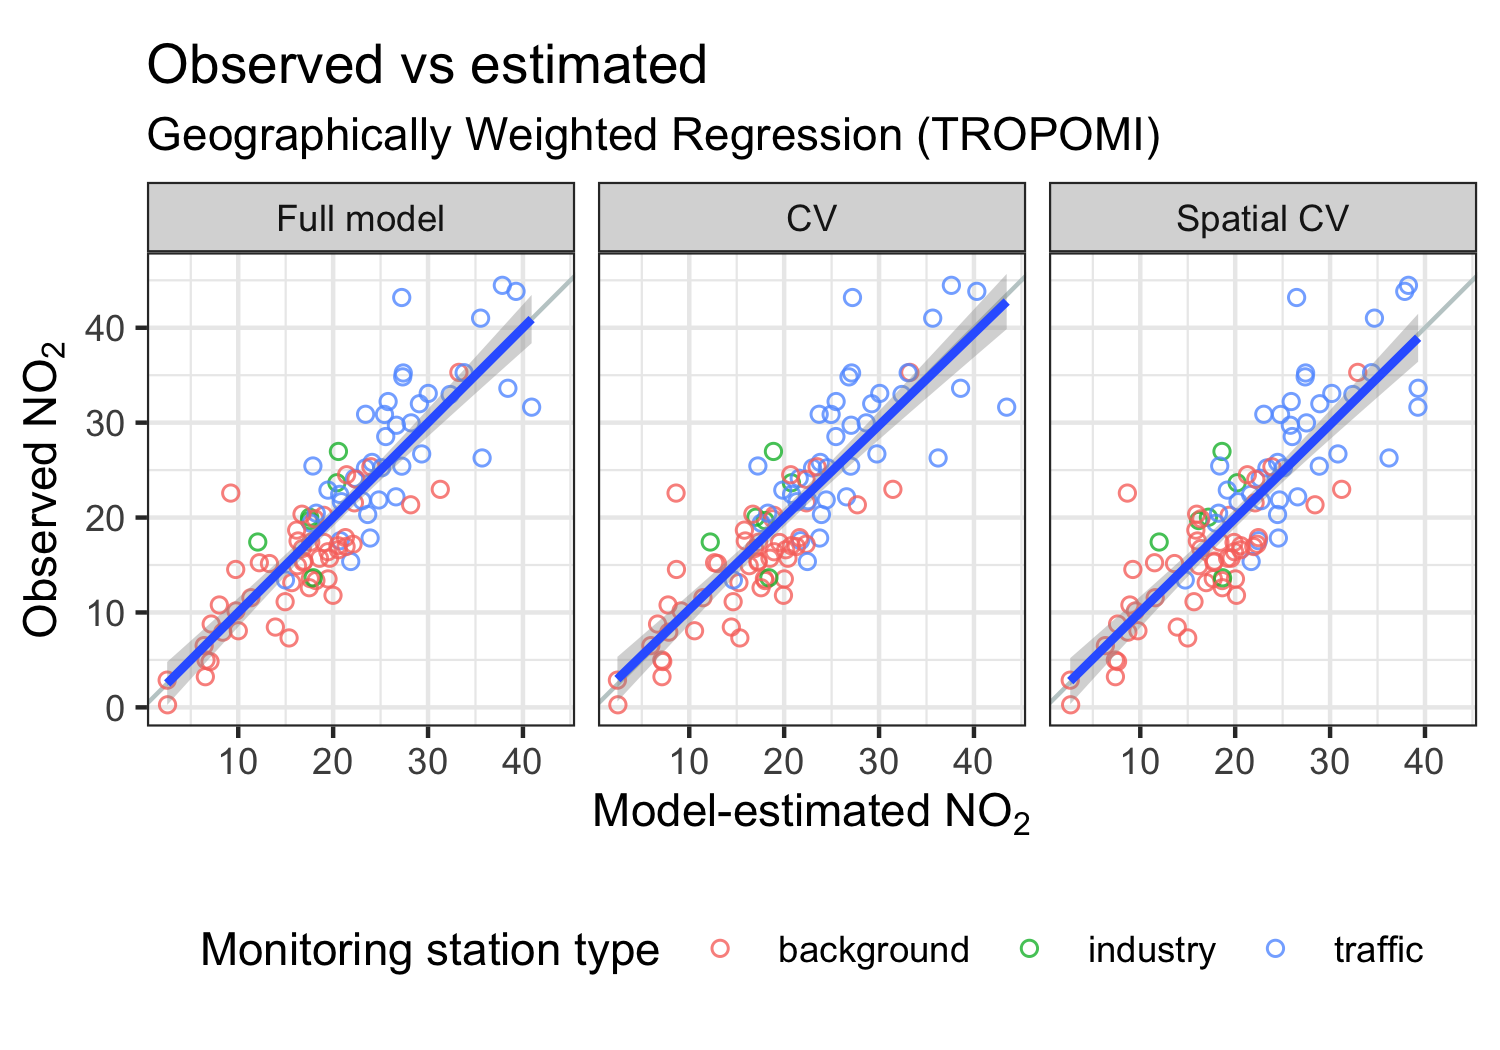 Observed vs estimated
Geographically Weighted Regression (TROPOMI)
Full model CV Spatial CV
Observed NO₂
40
30
20
10
0
10 20 30 40 10 20 30 40 10 20 30 40
Model-estimated NO₂
Monitoring station type background industry traffic